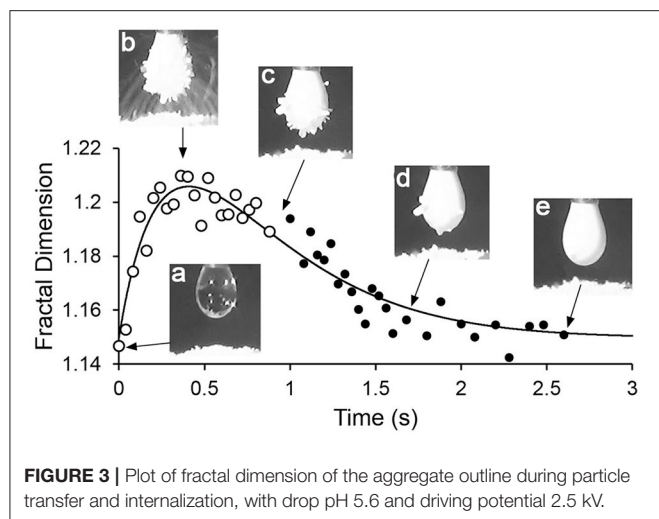 b
c
1.22
d
1.2
e
Fractal Dimension
1.18
a
1.16
1.14
0
0.5
1
1.5
2
2.5
3
Time (s)
FIGURE 3 | Plot of fractal dimension of the aggregate outline during particle
transfer and internalization, with drop pH 5.6 and driving potential 2.5 kV.